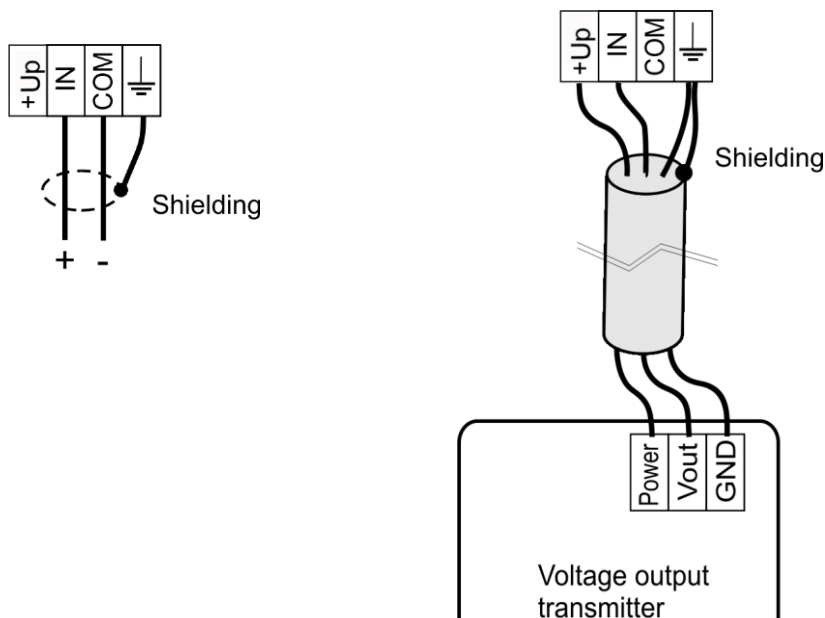 +Up IN COM
Shielding
+ -
+Up IN COM
Shielding
Power Vout GND
Voltage output
transmitter